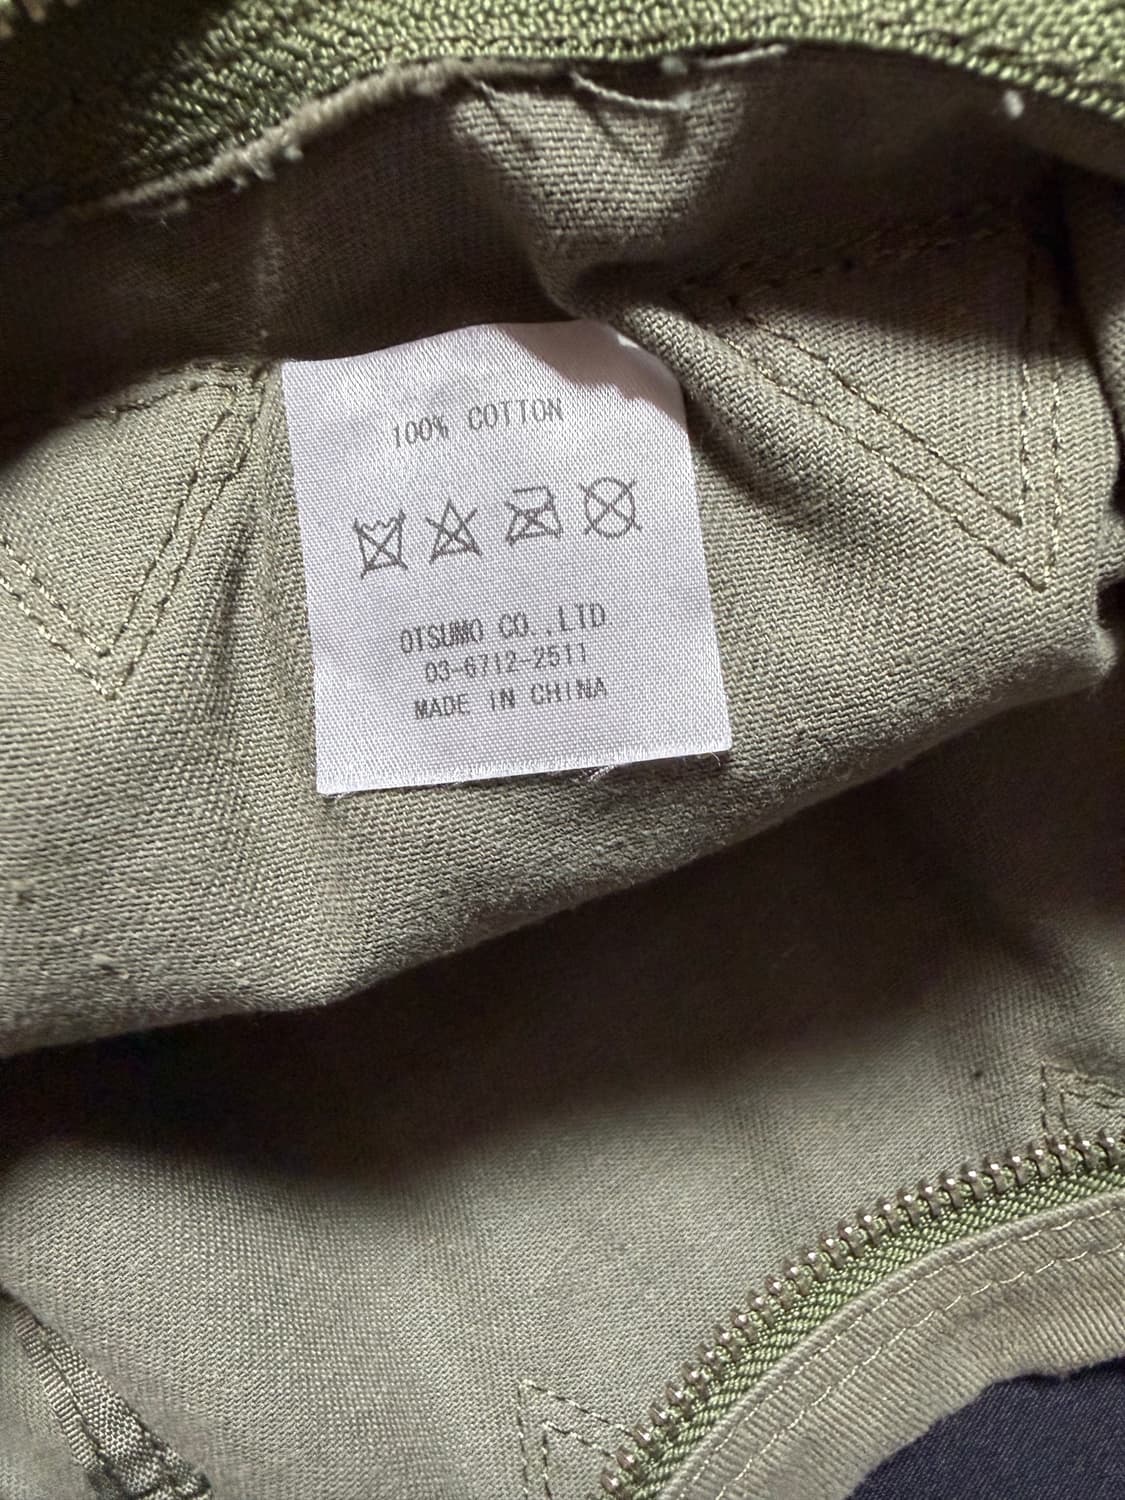 100% COTTON
OTSUMO CO.,LTD
03-6712-2511
MADE IN CHINA